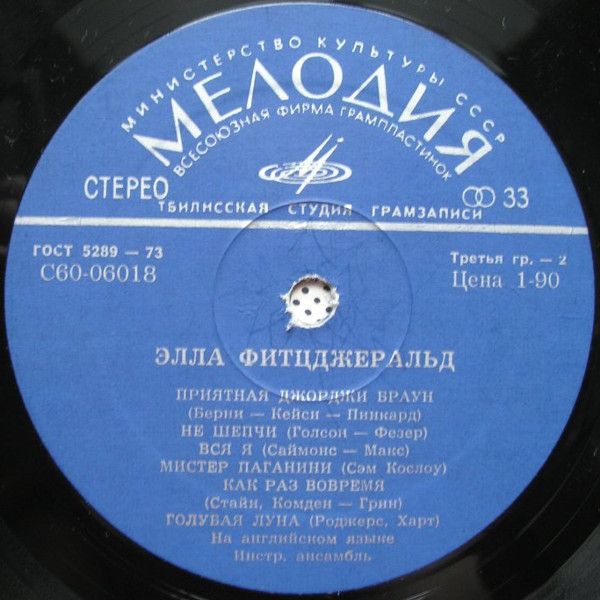 МИНИСТЕРСТВО КУЛЬТУРЫ СССР
МЕЛОДИЯ
ВСЕСОЮЗНАЯ ФИРМА ГРАМПЛАСТИНОК
СТЕРЕО
33
ТБИЛИССКАЯ СТУДИЯ ГРАМЗАПИСИ
ГОСТ 5289 — 73
Третья гр. — 2
С60-06018
Цена 1-90
ЭЛЛА ФИТЦДЖЕРАЛЬД
ПРИЯТНАЯ ДЖОРДЖИ БРАУН
(Берни — Кейси — Пинкард)
НЕ ШЕПЧИ (Голсон — Фезер)
ВСЯ Я (Саймонс — Макс)
МИСТЕР ПАГАНИНИ (Сэм Кослоу)
КАК РАЗ ВОВРЕМЯ
(Стайн, Комден — Грин)
ГОЛУБАЯ ЛУНА (Роджерс, Харт)
На английском языке
Инстр. ансамбль